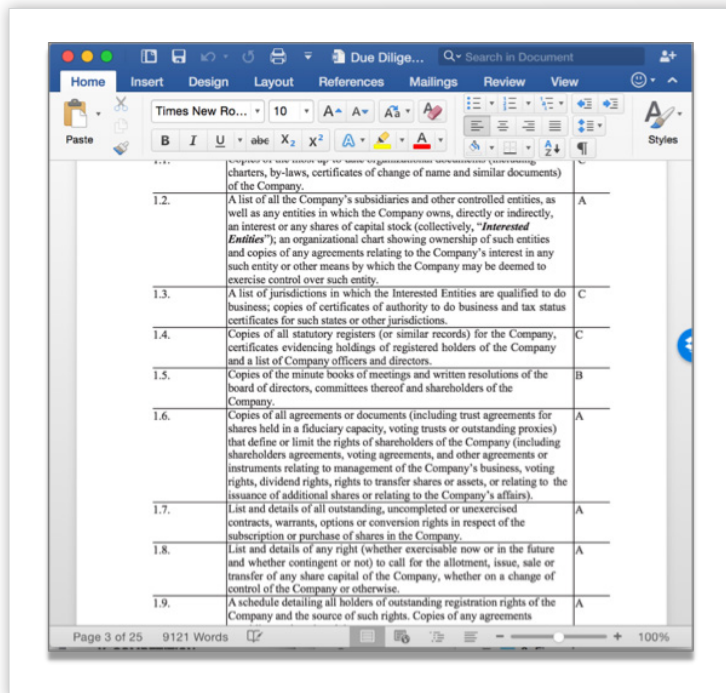 Due Dilige...
Search in Document
Home Insert Design Layout References Mailings Review View
Paste
Times New Ro... 10
Styles
1.1. Copies of the most up to date organizational documents (including C
charters, by-laws, certificates of change of name and similar documents)
of the Company.
1.2. A list of all the Company's subsidiaries and other controlled entities, as A
well as any entities in which the Company owns, directly or indirectly,
an interest or any shares of capital stock (collectively, "Interested
Entities"); an organizational chart showing ownership of such entities
and copies of any agreements relating to the Company's interest in any
such entity or other means by which the Company may be deemed to
exercise control over such entity.
1.3. A list of jurisdictions in which the Interested Entities are qualified to do C
business; copies of certificates of authority to do business and tax status
certificates for such states or other jurisdictions.
1.4. Copies of all statutory registers (or similar records) for the Company, C
certificates evidencing holdings of registered holders of the Company
and a list of Company officers and directors.
1.5. Copies of the minute books of meetings and written resolutions of the B
board of directors, committees thereof and shareholders of the
Company.
1.6. Copies of all agreements or documents (including trust agreements for A
shares held in a fiduciary capacity, voting trusts or outstanding proxies)
that define or limit the rights of shareholders of the Company (including
shareholders agreements, voting agreements, and other agreements or
instruments relating to management of the Company's business, voting
rights, dividend rights, rights to transfer shares or assets, or relating to the
issuance of additional shares or relating to the Company's affairs).
1.7. List and details of all outstanding, uncompleted or unexercised A
contracts, warrants, options or conversion rights in respect of the
subscription or purchase of shares in the Company.
1.8. List and details of any right (whether exercisable now or in the future A
and whether contingent or not) to call for the allotment, issue, sale or
transfer of any share capital of the Company, whether on a change of
control of the Company or otherwise.
1.9. A schedule detailing all holders of outstanding registration rights of the A
Company and the source of such rights. Copies of any agreements
Page 3 of 25 9121 Words 100%